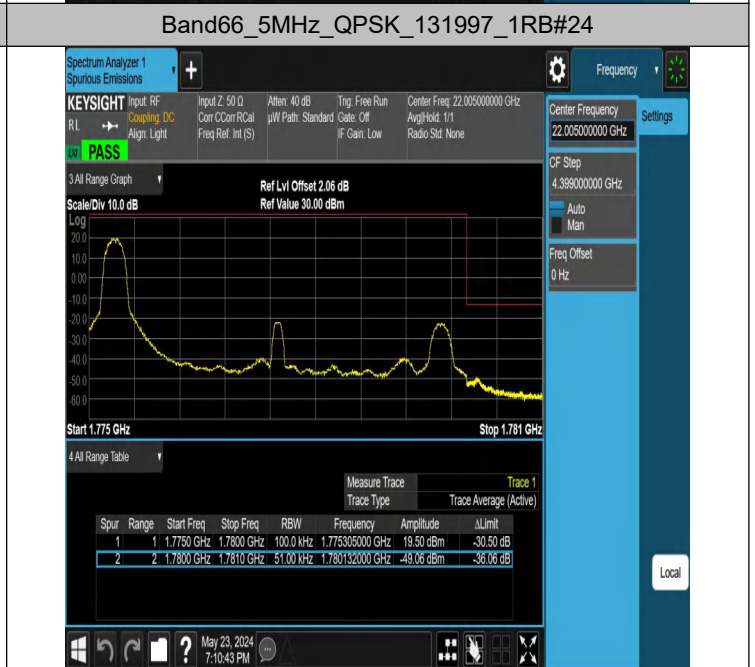 Band66_5MHz_QPSK_131997_1RB#24
Spectrum Analyzer 1
Spurious Emissions
+
Frequency
KEYSIGHT
RL
LXI
PASS
Input: RF
Coupling: DC
Align: Light
Input Z: 50 Ω
Corr CCorr RCal
Freq Ref: Int (S)
Atten: 40 dB
µW Path: Standard
Trig: Free Run
Gate: Off
IF Gain: Low
Center Freq: 22.005000000 GHz
Avg|Hold: 1/1
Radio Std: None
Center Frequency
22.005000000 GHz
Settings
CF Step
4.399000000 GHz
Auto
Man
Freq Offset
0 Hz
3 All Range Graph
Ref Lvl Offset 2.06 dB
Scale/Div 10.0 dB
Ref Value 30.00 dBm
Log
20.0
10.0
0.00
-10.0
-20.0
-30.0
-40.0
-50.0
-60.0
Start 1.775 GHz
Stop 1.781 GHz
4 All Range Table
Measure Trace Trace 1
Trace Type Trace Average (Active)
Spur Range Start Freq Stop Freq RBW Frequency Amplitude ΔLimit
1 1 1.7750 GHz 1.7800 GHz 100.0 kHz 1.775305000 GHz 19.50 dBm -30.50 dB
2 2 1.7800 GHz 1.7810 GHz 51.00 kHz 1.780132000 GHz -49.06 dBm -36.06 dB
Local
?
May 23, 2024
7:10:43 PM